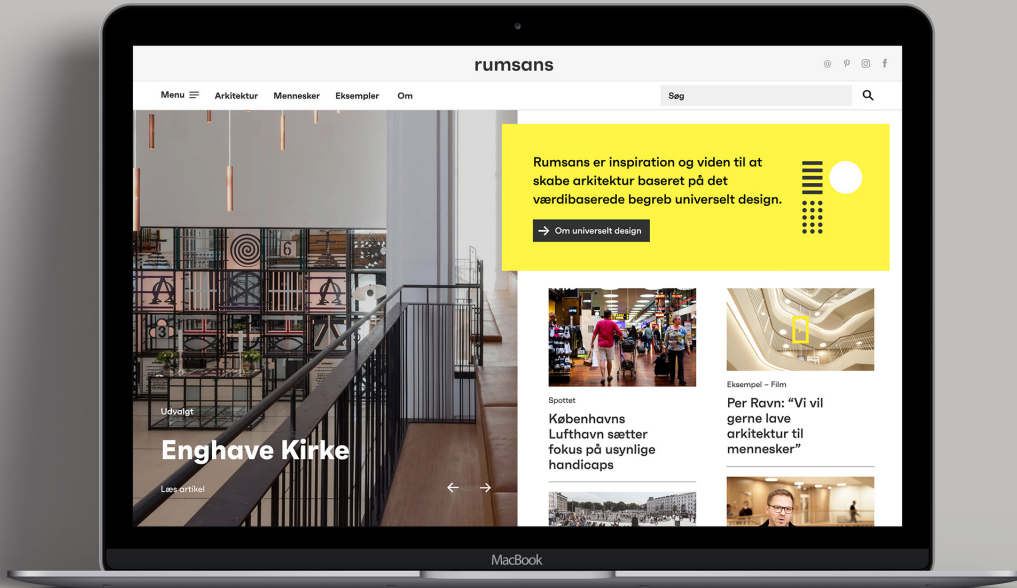 rumsans
Menu
Arkitektur
Mennesker
Eksempler
Om
Søg
Rumsans er inspiration og viden til at
skabe arkitektur baseret på det
værdibaserede begreb universelt design.
→ Om universelt design
Udvalgt
Enghave Kirke
Læs artikel
← →
Spottet
Københavns
Lufthavn sætter
fokus på usynlige
handicaps
Eksempel – Film
Per Ravn: “Vi vil
gerne lave
arkitektur til
mennesker”
MacBook